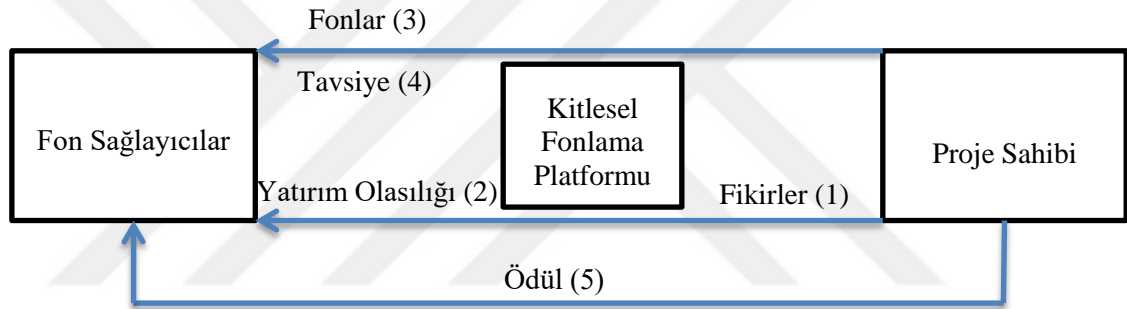 Fonlar (3)
Tavsiye (4)
Kitlesel
Fonlama
Platformu
Fon Sağlayıcılar
Proje Sahibi
Yatırım Olasılığı (2)
Fikirler (1)
Ödül (5)